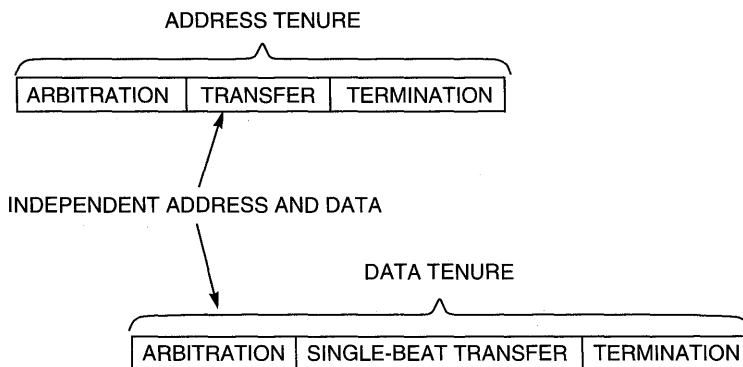 ADDRESS TENURE
ARBITRATION TRANSFER TERMINATION
INDEPENDENT ADDRESS AND DATA
DATA TENURE
ARBITRATION SINGLE-BEAT TRANSFER TERMINATION